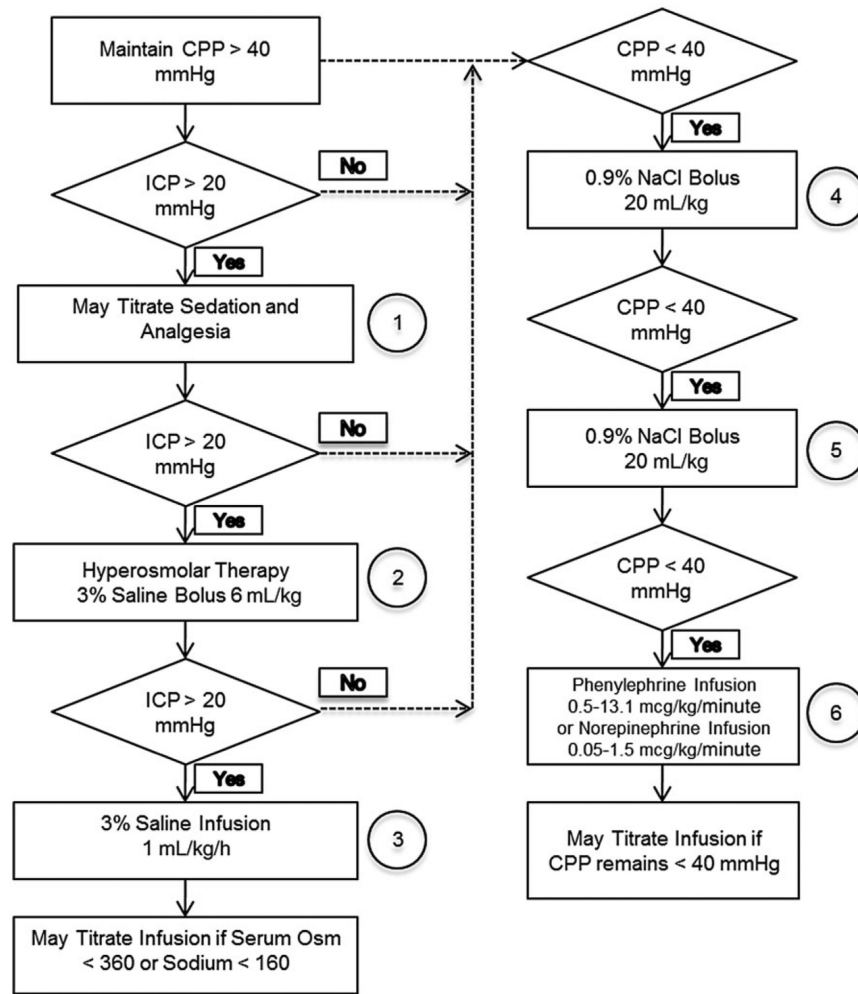 Maintain CPP > 40
mmHg
ICP > 20
mmHg
No
Yes
May Titrate Sedation and
Analgesia
1
ICP > 20
mmHg
No
Yes
Hyperosmolar Therapy
3% Saline Bolus 6 mL/kg
2
ICP > 20
mmHg
No
Yes
3% Saline Infusion
1 mL/kg/h
3
May Titrate Infusion if Serum Osm
< 360 or Sodium < 160
CPP < 40
mmHg
Yes
0.9% NaCl Bolus
20 mL/kg
4
CPP < 40
mmHg
Yes
0.9% NaCl Bolus
20 mL/kg
5
CPP < 40
mmHg
Yes
Phenylephrine Infusion
0.5-13.1 mcg/kg/minute
or Norepinephrine Infusion
0.05-1.5 mcg/kg/minute
6
May Titrate Infusion if
CPP remains < 40 mmHg